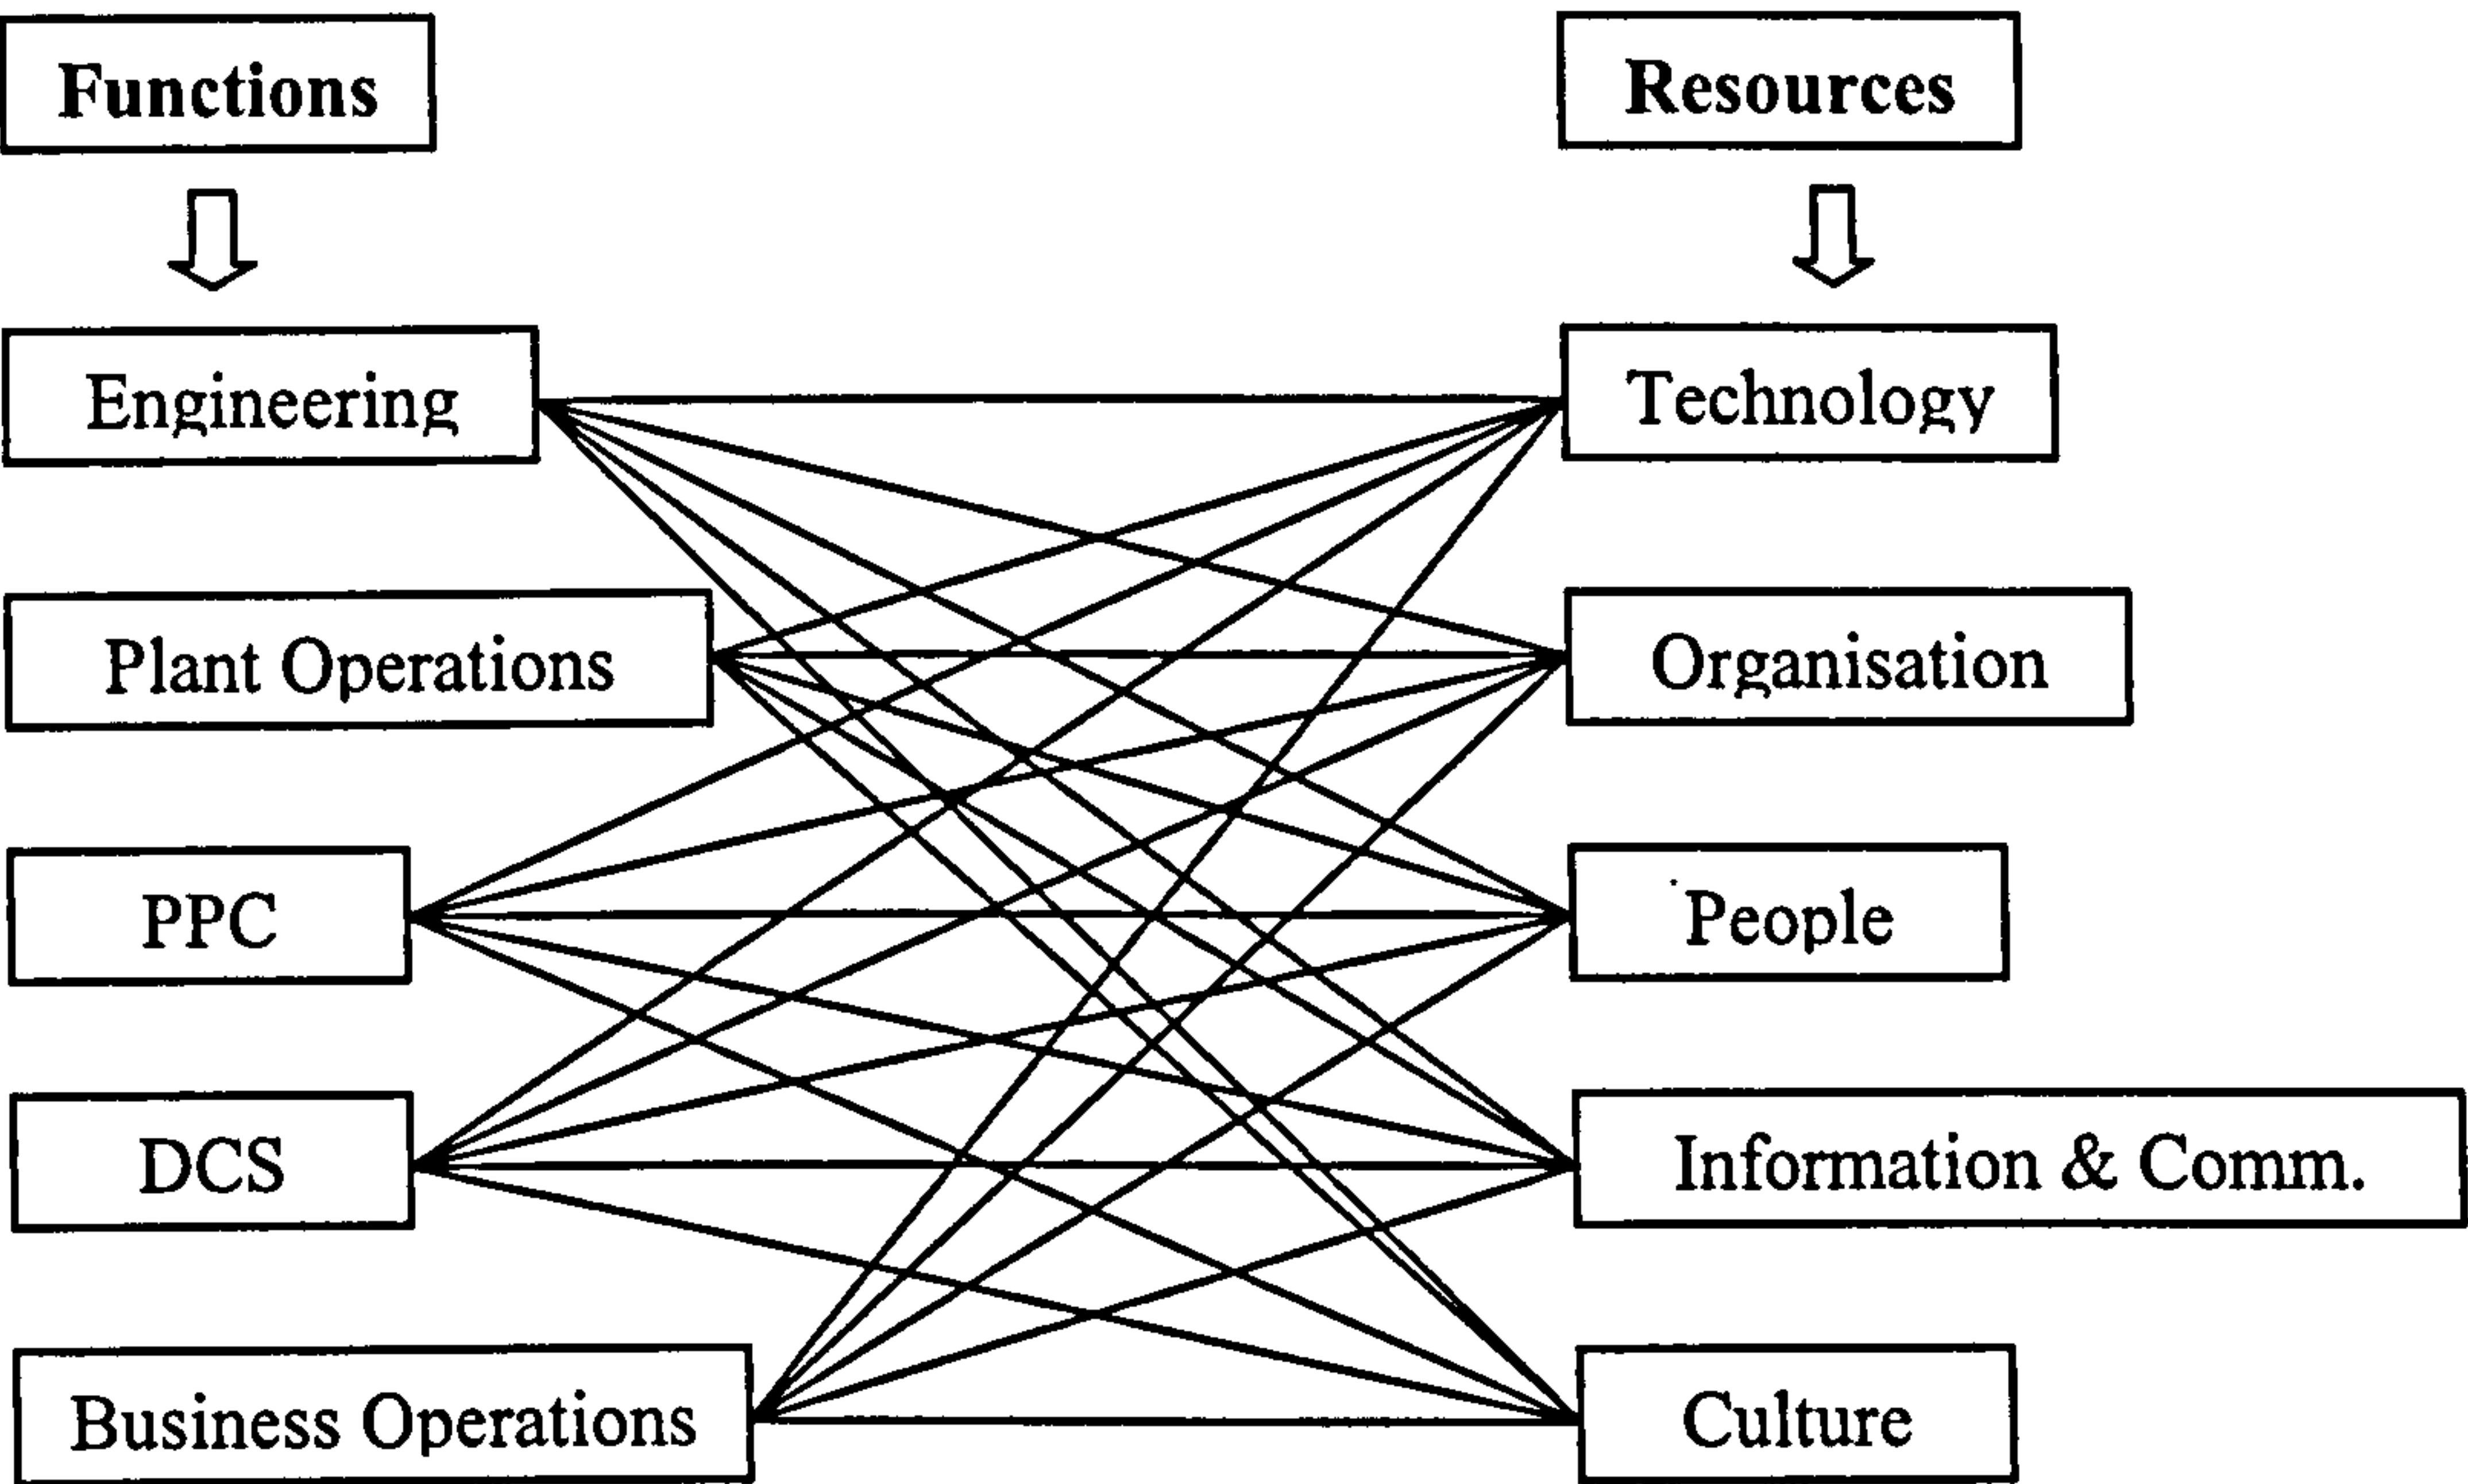 Functions
Resources
Engineering
Technology
Plant Operations
Organisation
PPC
People
DCS
Information & Comm.
Business Operations
Culture